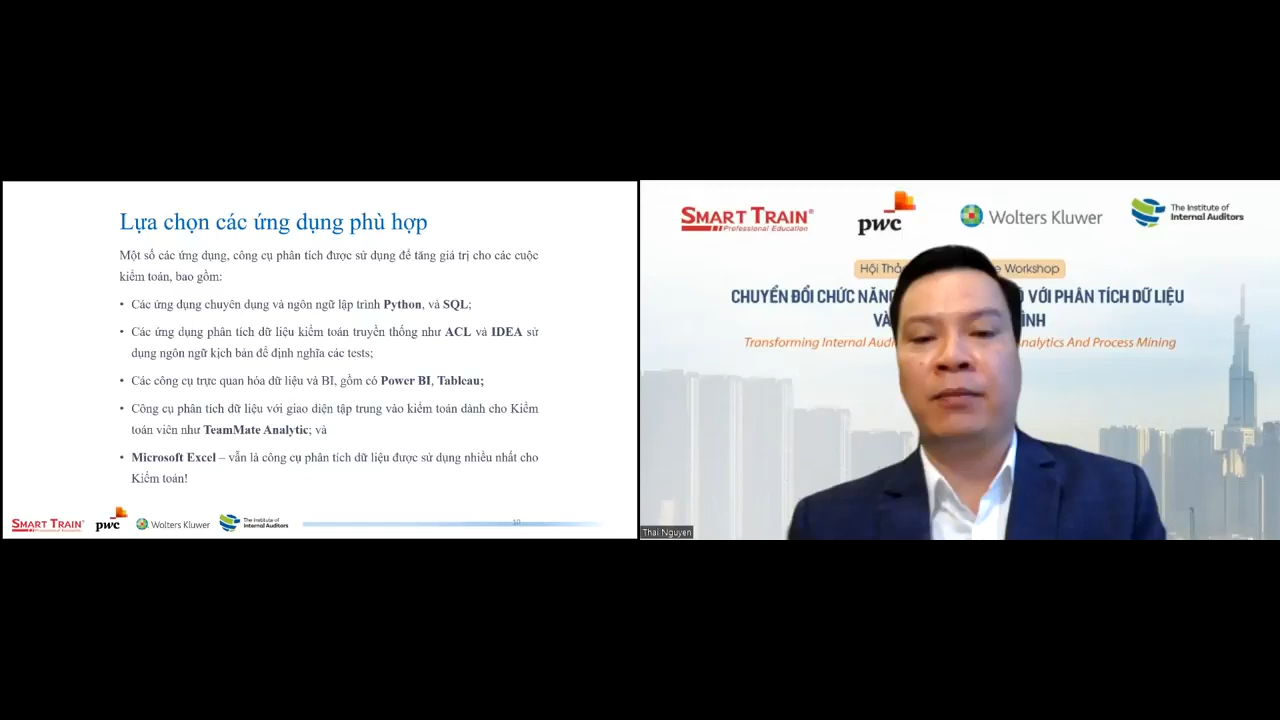 Lựa chọn các ứng dụng phù hợp
Một số các ứng dụng, công cụ phân tích được sử dụng để tăng giá trị cho các cuộc
kiểm toán, bao gồm:
• Các ứng dụng chuyên dụng và ngôn ngữ lập trình Python, và SQL;
• Các ứng dụng phân tích dữ liệu kiểm toán truyền thống như ACL và IDEA sử
dụng ngôn ngữ kịch bản để định nghĩa các tests;
• Các công cụ trực quan hóa dữ liệu và BI, gồm có Power BI, Tableau;
• Công cụ phân tích dữ liệu với giao diện tập trung vào kiểm toán dành cho Kiểm
toán viên như TeamMate Analytic; và
• Microsoft Excel – vẫn là công cụ phân tích dữ liệu được sử dụng nhiều nhất cho
Kiểm toán!
SMART TRAIN
Professional Education
pwc
Wolters Kluwer
The Institute of
Internal Auditors
10
SMART TRAIN
Professional Education
pwc
Wolters Kluwer
The Institute of
Internal Auditors
Hội Thả e Workshop
CHUYỂN ĐỔI CHỨC NĂNG VỚI PHÂN TÍCH DỮ LIỆU
VÀ ÌNH
Transforming Internal Audi nalytics And Process Mining
Thai Nguyen